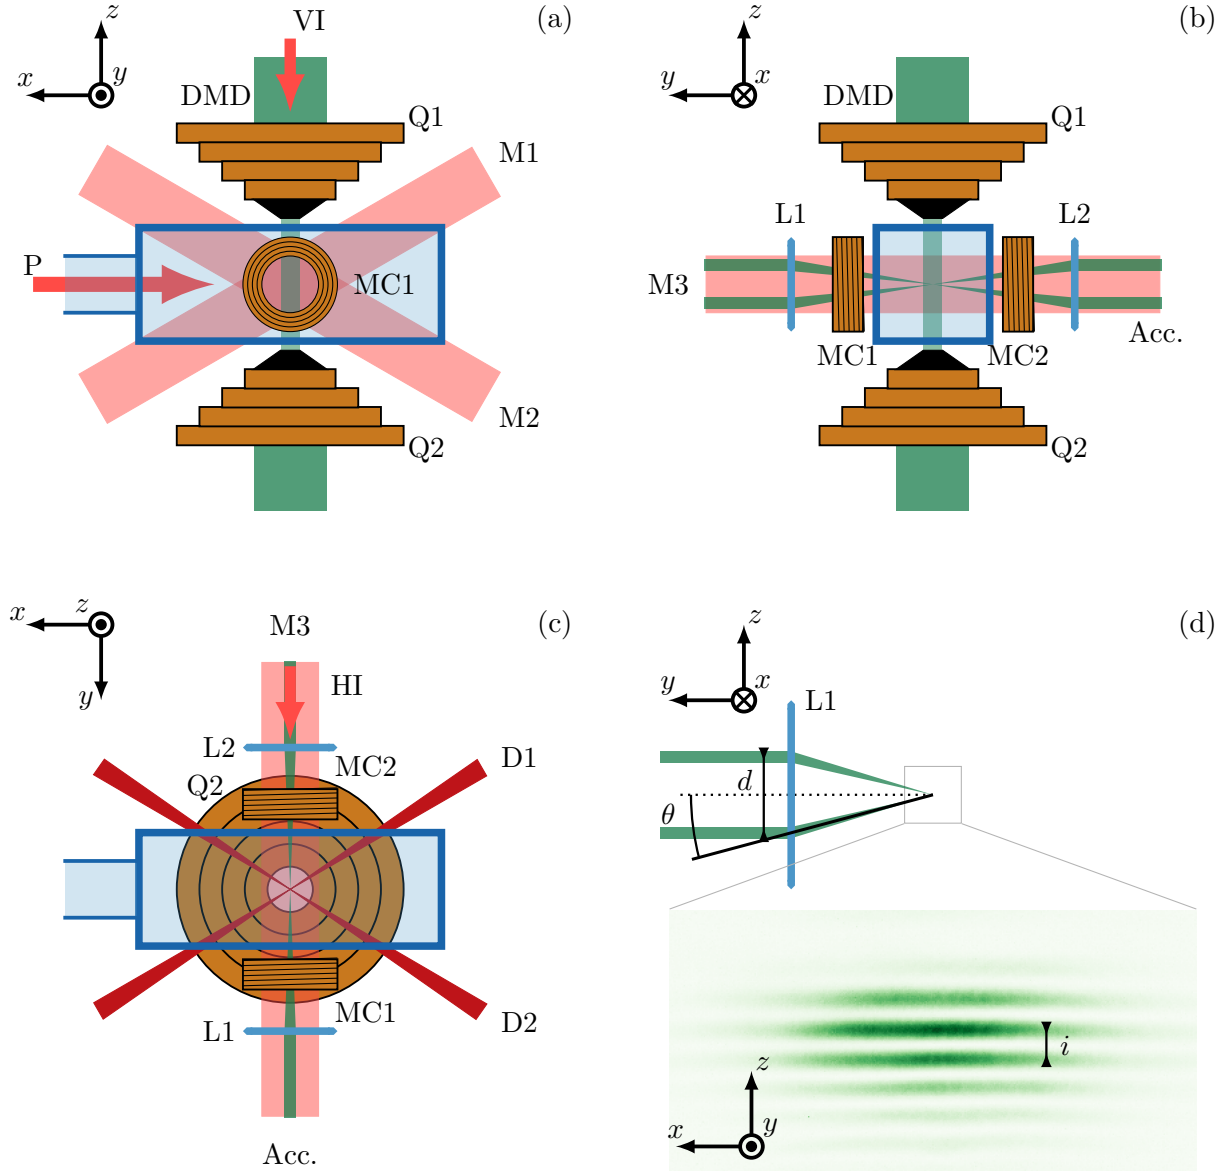 z
VI
(a)
x
y
DMD
Q1
M1
P
MC1
M2
Q2
z
(b)
y
x
DMD
Q1
L1
L2
M3
MC1
MC2
Acc.
Q2
x
z
M3
(c)
y
HI
L2
MC2
D1
Q2
MC1
L1
D2
Acc.
z
(d)
y
x
L1
d
θ
i
z
x
y